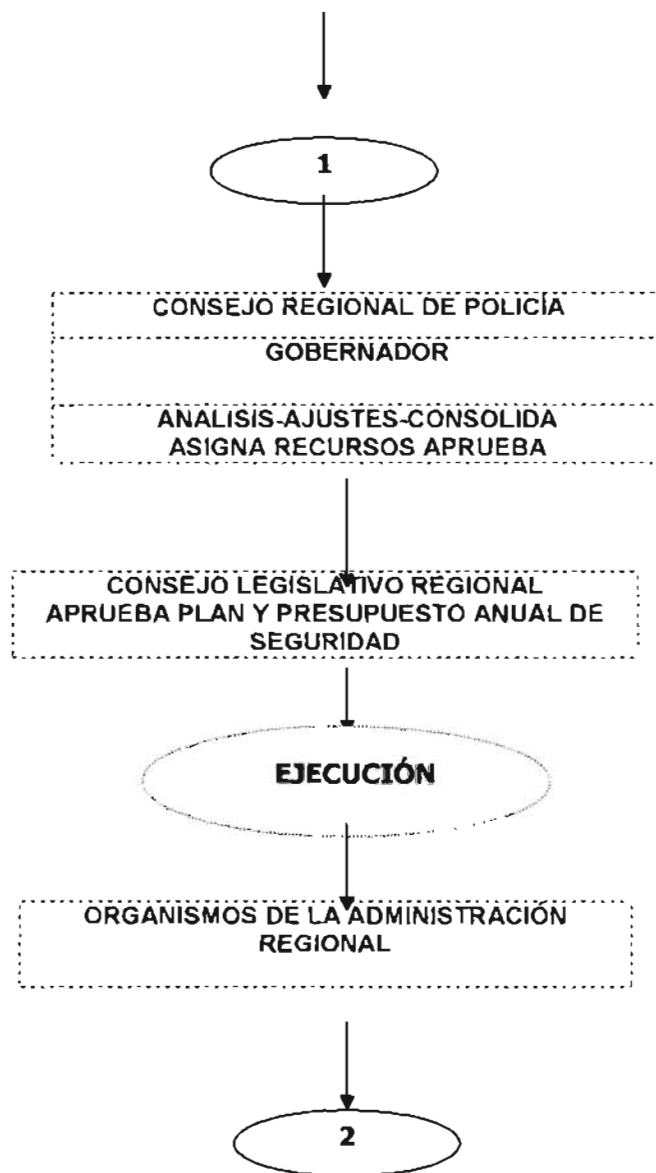 1
CONSEJO REGIONAL DE POLICÍA
GOBERNADOR
ANALISIS-AJUSTES-CONSOLIDA
ASIGNA RECURSOS APRUEBA
CONSEJO LEGISLATIVO REGIONAL
APRUEBA PLAN Y PRESUPUESTO ANUAL DE
SEGURIDAD
EJECUCIÓN
ORGANISMOS DE LA ADMINISTRACIÓN
REGIONAL
2